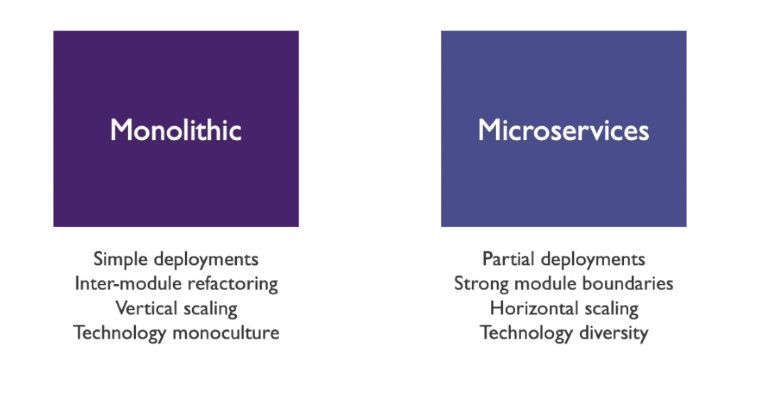 Monolithic
Simple deployments
Inter-module refactoring
Vertical scaling
Technology monoculture
Microservices
Partial deployments
Strong module boundaries
Horizontal scaling
Technology diversity